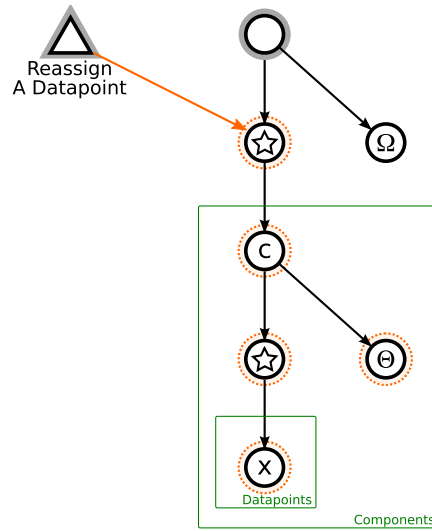 Reassign
A Datapoint
Ω
C
Θ
X
Datapoints
Components